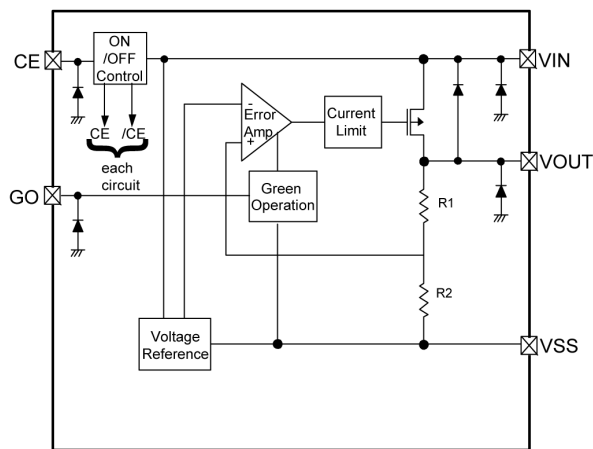 CE
ON
/OFF
Control
VIN
-
Error
Amp
+
Current
Limit
CE /CE
each
circuit
VOUT
GO
Green
Operation
R1
R2
Voltage
Reference
VSS